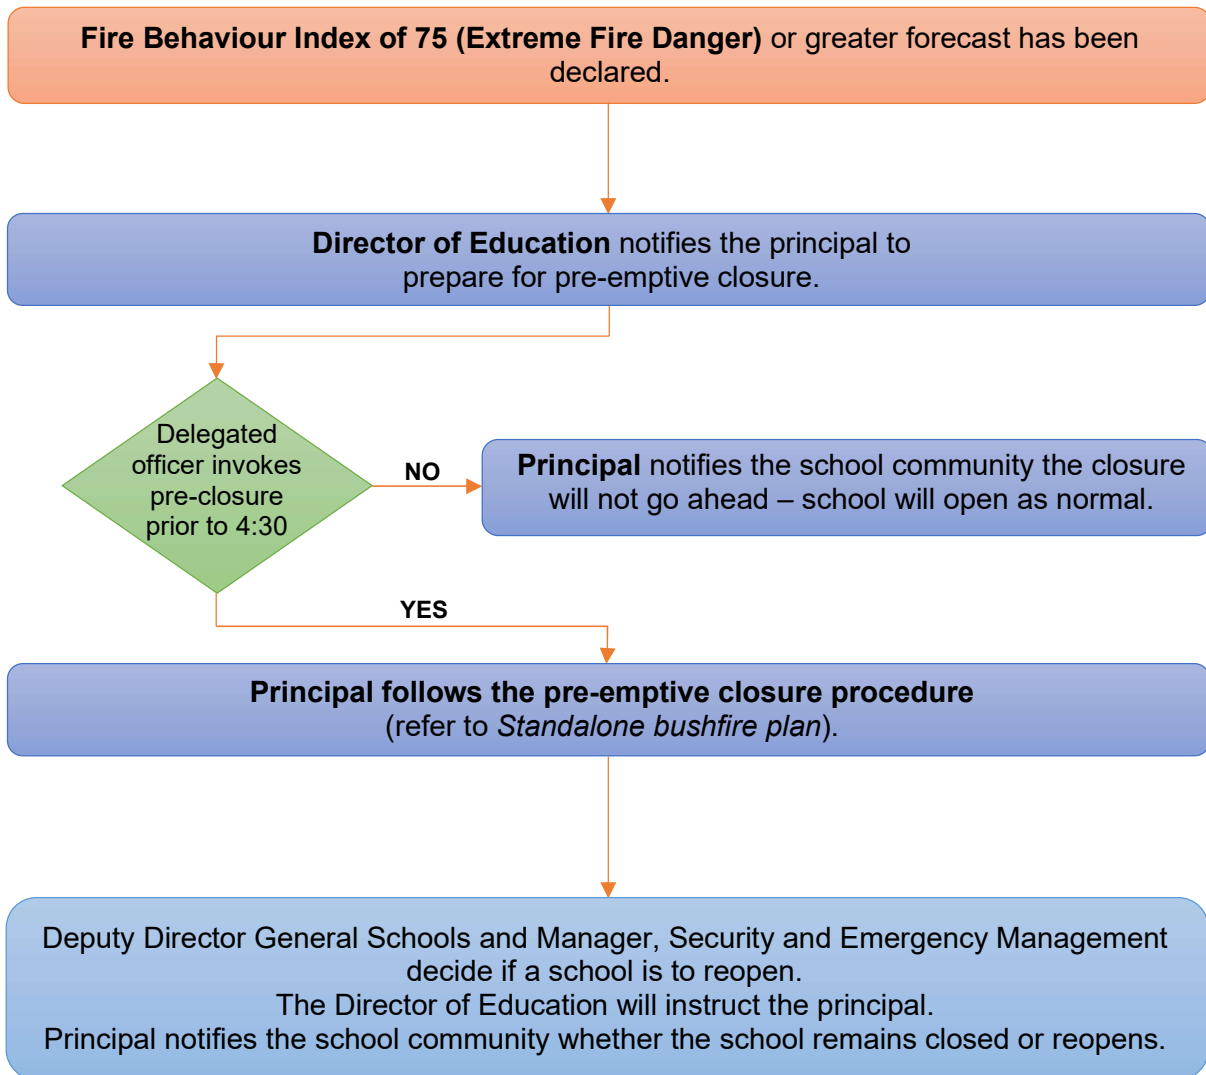 Fire Behaviour Index of 75 (Extreme Fire Danger) or greater forecast has been
declared.
Director of Education notifies the principal to
prepare for pre-emptive closure.
Delegated
officer invokes
pre-closure
prior to 4:30
NO
Principal notifies the school community the closure
will not go ahead – school will open as normal.
YES
Principal follows the pre-emptive closure procedure
(refer to Standalone bushfire plan).
Deputy Director General Schools and Manager, Security and Emergency Management
decide if a school is to reopen.
The Director of Education will instruct the principal.
Principal notifies the school community whether the school remains closed or reopens.